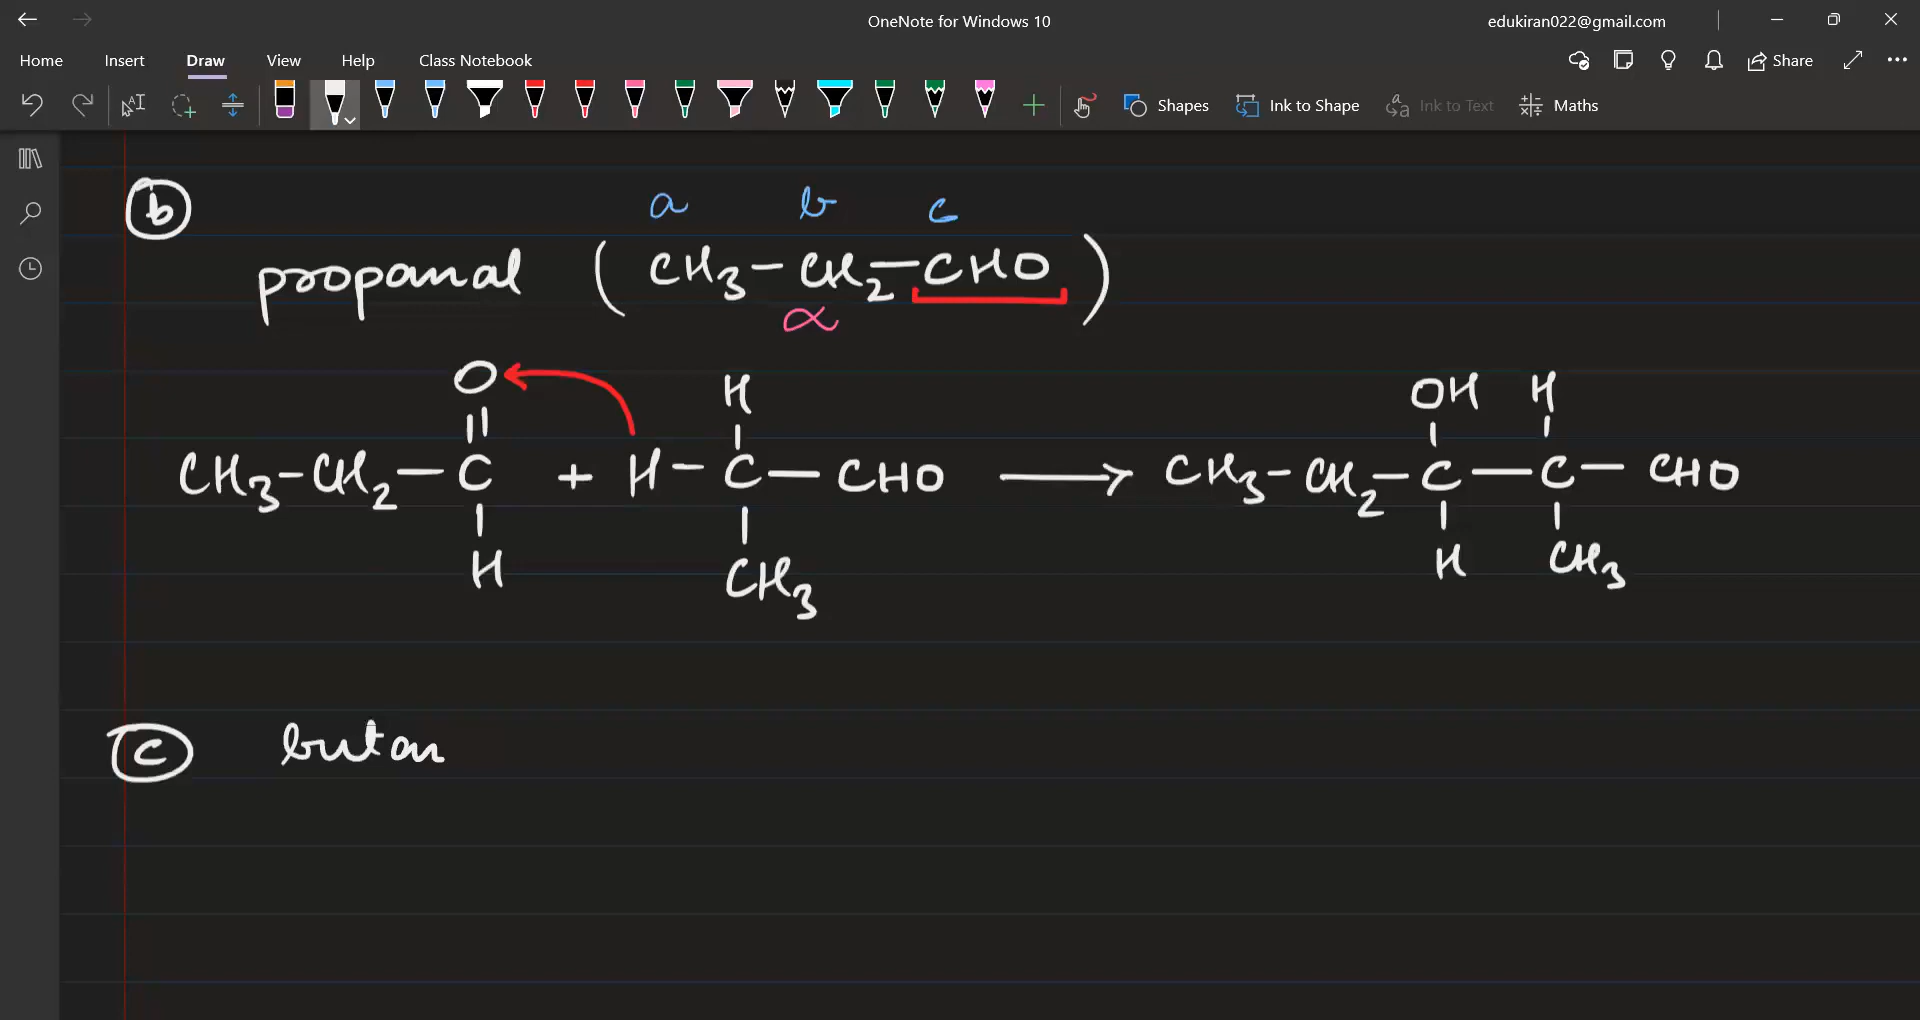 OneNote for Windows 10
edukiran022@gmail.com
Home Insert Draw View Help Class Notebook Share
Shapes Ink to Shape Ink to Text Maths
b
a b c
propanal ( CH3 – CH2 – CHO )
α
O H OH H
CH3 – CH2 – C + H – C – CHO ⟶ CH3 – CH2 – C – C – CHO
H CH3 H CH3
c butan